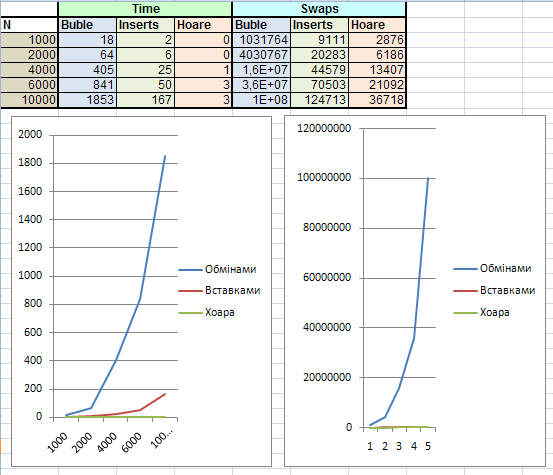 Time Swaps
N Buble Inserts Hoare Buble Inserts Hoare
1000 18 2 0 1031764 9111 2876
2000 64 6 0 4030767 20283 6186
4000 405 25 1 1,6E+07 44579 13407
6000 841 50 3 3,6E+07 70503 21092
10000 1853 167 3 1E+08 124713 36718
2000
1800
1600
1400
1200
1000
800
600
400
200
0
1000 2000 4000 6000 100...
Обмінами
Вставками
Хоара
120000000
100000000
80000000
60000000
40000000
20000000
0
1 2 3 4 5
Обмінами
Вставками
Хоара